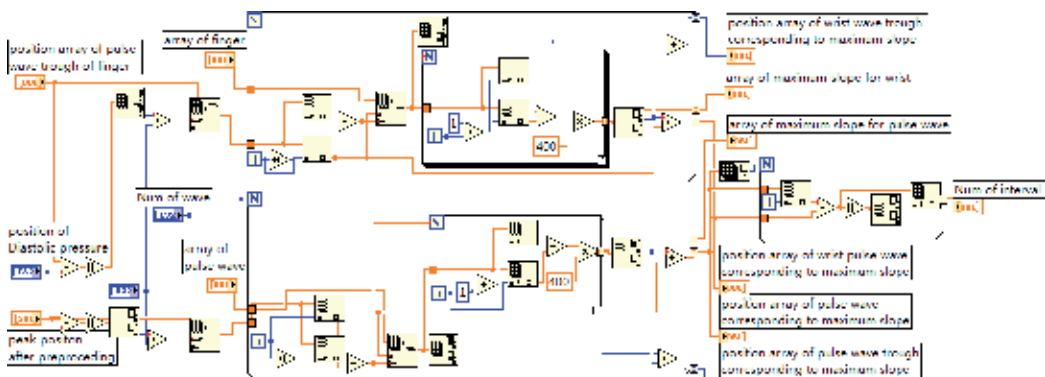 position array of pulse
wave trough of finger
array of finger
N
i
1
400
position array of wrist wave trough
corresponding to maximum slope
array of maximum slope for wrist
array of maximum slope for pulse wave
N
i
Num of interval
Num of wave
N
position of
Diastolic pressure
array of
pulse wave
i
i
1
400
peak positon
after preprocoding
position array of wrist pulse wave
corresponding to maximum slope
position array of pulse wave
corresponding to maximum slope
position array of pulse wave trough
corresponding to maximum slope